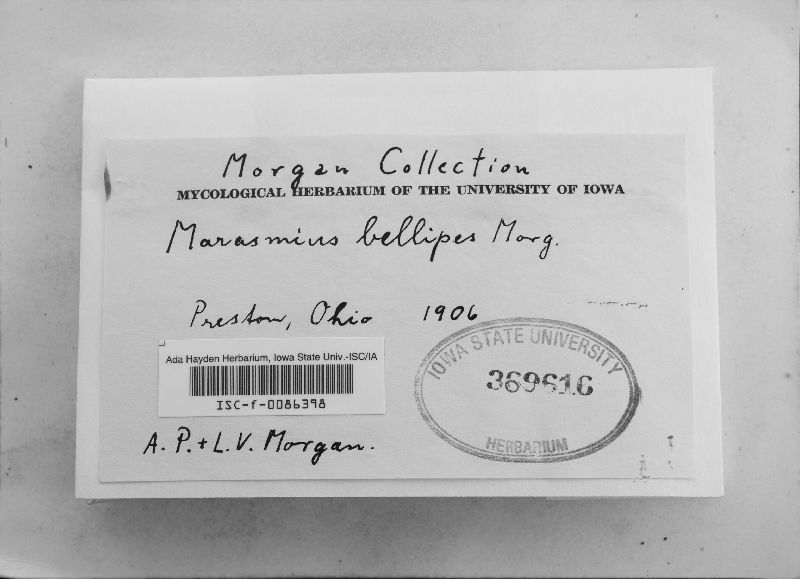 Morgan Collection
MYCOLOGICAL HERBARIUM OF THE UNIVERSITY OF IOWA
Marasmius bellipes Morg.
Preston, Ohio 1906
IOWA STATE UNIVERSITY
369616
HERBARIUM
Ada Hayden Herbarium, Iowa State Univ.-ISC/IA
ISC-f-0086398
A. P. + L. V. Morgan.